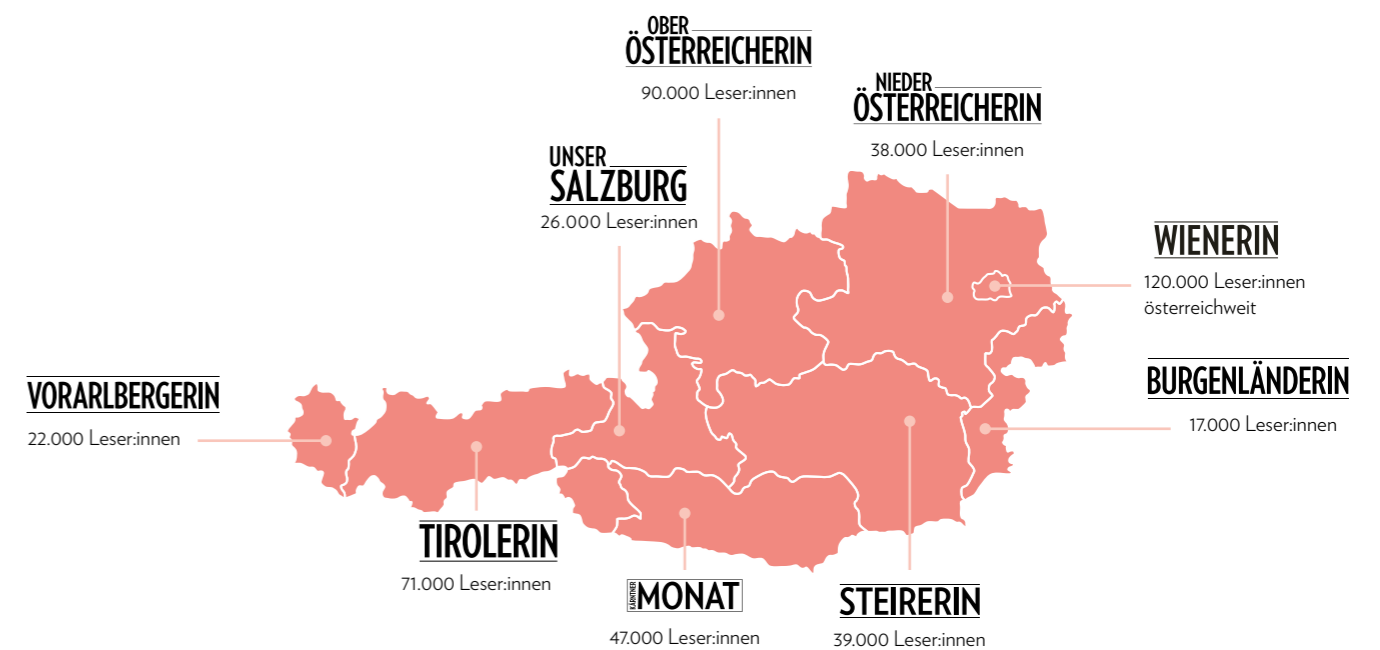 OBER
ÖSTERREICHERIN
90.000 Leser:innen
NIEDER
ÖSTERREICHERIN
38.000 Leser:innen
UNSER
SALZBURG
26.000 Leser:innen
WIENERIN
120.000 Leser:innen
österreichweit
VORARLBERGERIN
22.000 Leser:innen
BURGENLÄNDERIN
17.000 Leser:innen
TIROLERIN
71.000 Leser:innen
KÄRNTNER
MONAT
47.000 Leser:innen
STEIRERIN
39.000 Leser:innen